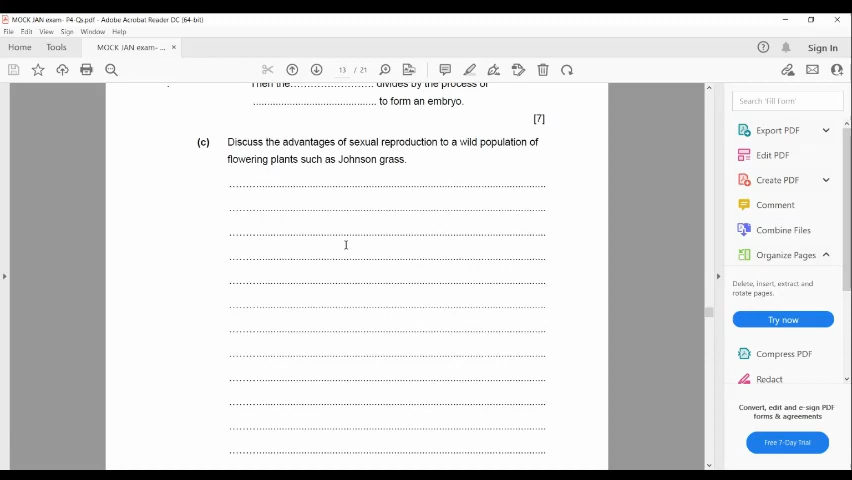 MOCK JAN exam- P4-Qs.pdf - Adobe Acrobat Reader DC (64-bit)
File Edit View Sign Window Help
Home Tools MOCK JAN exam- ... × Sign In
13 / 21
Then the........................ divides by the process of
............................................. to form an embryo.
[7]
(c) Discuss the advantages of sexual reproduction to a wild population of
flowering plants such as Johnson grass.
Search 'Fill Form'
Export PDF
Edit PDF
Create PDF
Comment
Combine Files
Organize Pages
Delete, insert, extract and
rotate pages.
Try now
Compress PDF
Redact
Convert, edit and e-sign PDF
forms & agreements
Free 7-Day Trial